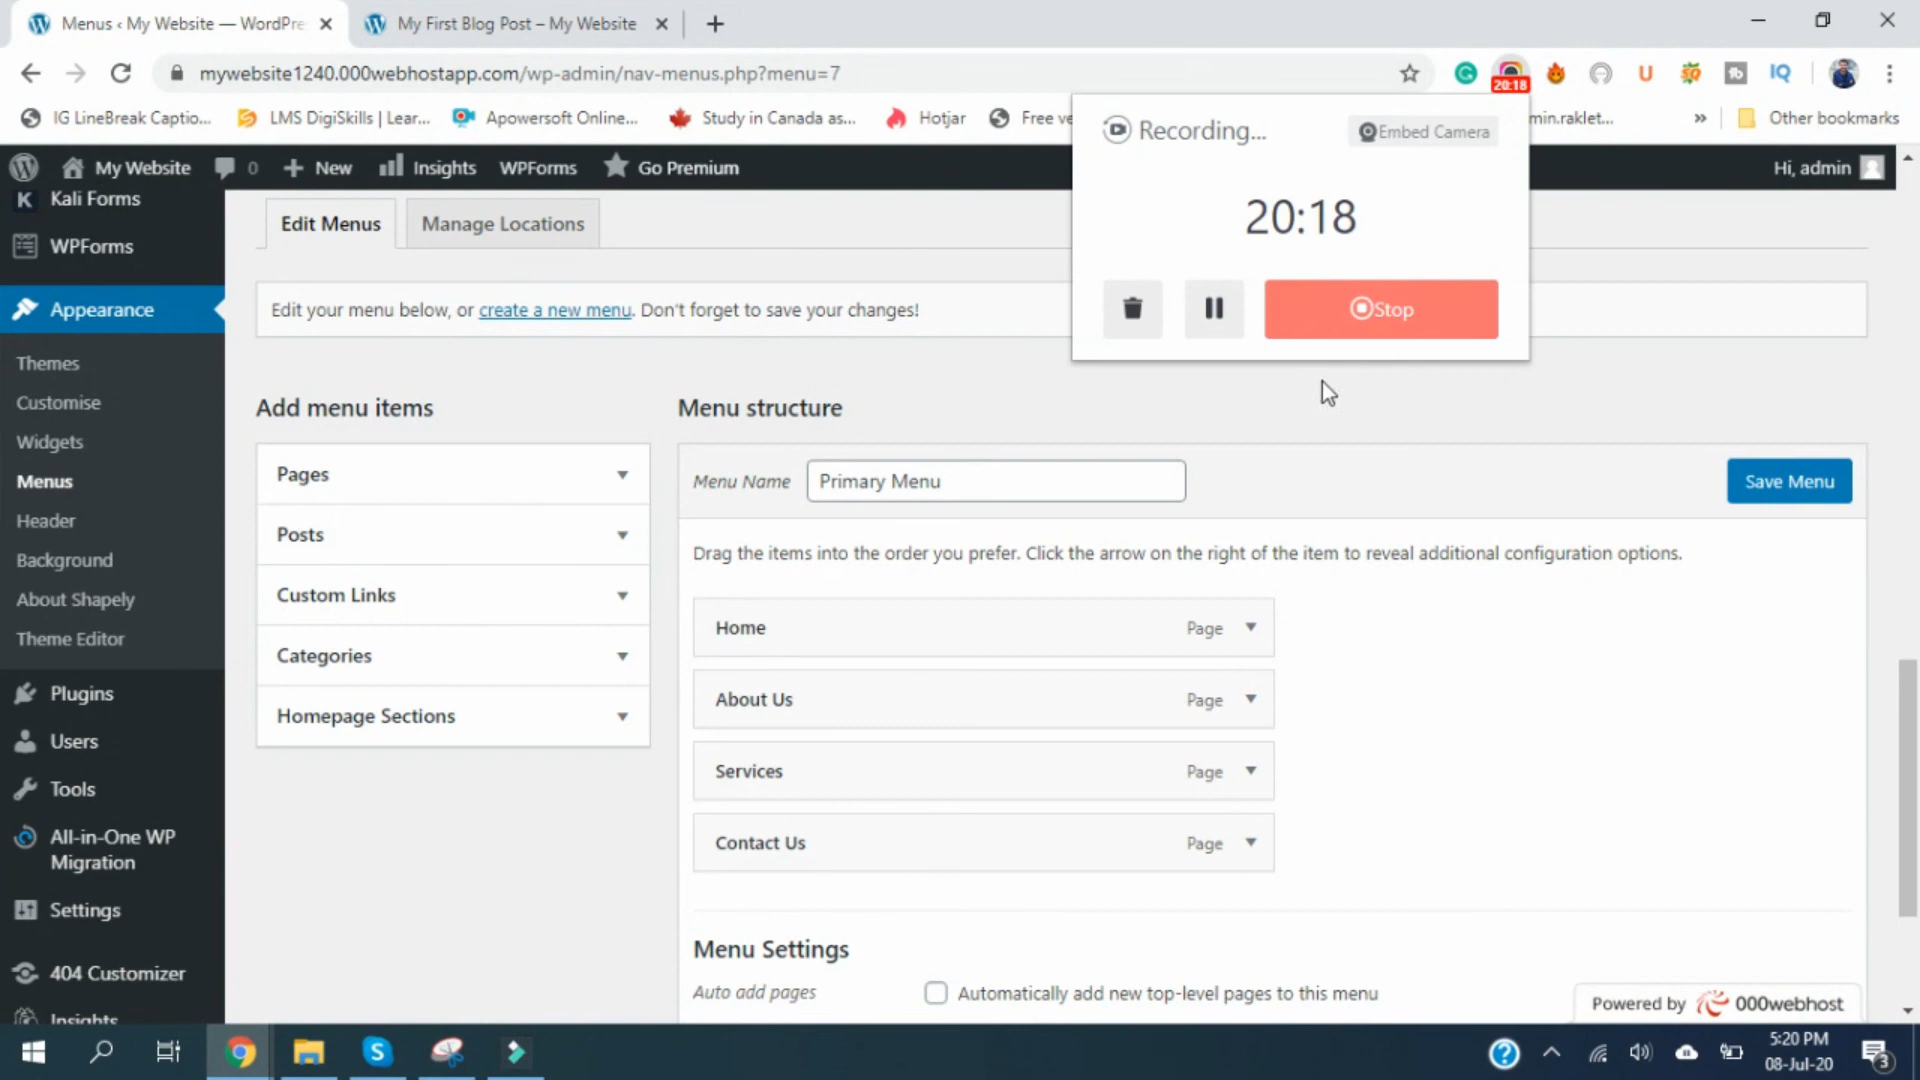 Menus ‹ My Website — WordPre
My First Blog Post – My Website
mywebsite1240.000webhostapp.com/wp-admin/nav-menus.php?menu=7
20:18
IG LineBreak Captio...
LMS DigiSkills | Lear...
Apowersoft Online...
Study in Canada as...
Hotjar
Free ve
min.raklet...
Other bookmarks
Recording...
Embed Camera
20:18
Stop
My Website
0
New
Insights
WPForms
Go Premium
Hi, admin
Kali Forms
WPForms
Appearance
Themes
Customise
Widgets
Menus
Header
Background
About Shapely
Theme Editor
Plugins
Users
Tools
All-in-One WP
Migration
Settings
404 Customizer
Insights
Edit Menus
Manage Locations
Edit your menu below, or create a new menu. Don't forget to save your changes!
Add menu items
Pages
Posts
Custom Links
Categories
Homepage Sections
Menu structure
Menu Name
Primary Menu
Save Menu
Drag the items into the order you prefer. Click the arrow on the right of the item to reveal additional configuration options.
Home
Page
About Us
Page
Services
Page
Contact Us
Page
Menu Settings
Auto add pages
Automatically add new top-level pages to this menu
Powered by 000webhost
5:20 PM
08-Jul-20
3